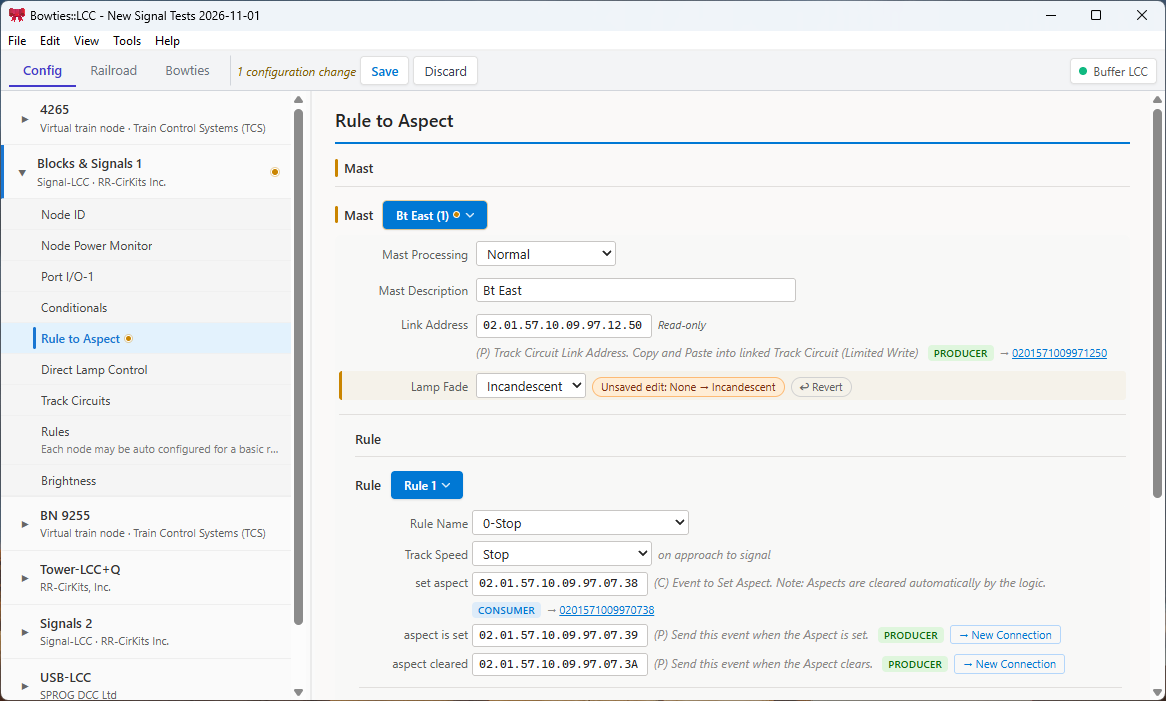 Bowties::LCC - New Signal Tests 2026-11-01
File Edit View Tools Help
Config Railroad Bowties 1 configuration change Save Discard Buffer LCC
4265
Virtual train node · Train Control Systems (TCS)
Blocks & Signals 1
Signal-LCC · RR-CirKits Inc.
Node ID
Node Power Monitor
Port I/O-1
Conditionals
Rule to Aspect
Direct Lamp Control
Track Circuits
Rules
Each node may be auto configured for a basic r...
Brightness
BN 9255
Virtual train node · Train Control Systems (TCS)
Tower-LCC+Q
RR-CirKits, Inc.
Signals 2
Signal-LCC · RR-CirKits Inc.
USB-LCC
SPROG DCC Ltd
Rule to Aspect
Mast
Mast Bt East (1)
Mast Processing Normal
Mast Description Bt East
Link Address 02.01.57.10.09.97.12.50 Read-only
(P) Track Circuit Link Address. Copy and Paste into linked Track Circuit (Limited Write) PRODUCER → 0201571009971250
Lamp Fade Incandescent Unsaved edit: None → Incandescent ↩ Revert
Rule
Rule Rule 1
Rule Name 0-Stop
Track Speed Stop on approach to signal
set aspect 02.01.57.10.09.97.07.38 (C) Event to Set Aspect. Note: Aspects are cleared automatically by the logic.
CONSUMER → 0201571009970738
aspect is set 02.01.57.10.09.97.07.39 (P) Send this event when the Aspect is set. PRODUCER → New Connection
aspect cleared 02.01.57.10.09.97.07.3A (P) Send this event when the Aspect clears. PRODUCER → New Connection